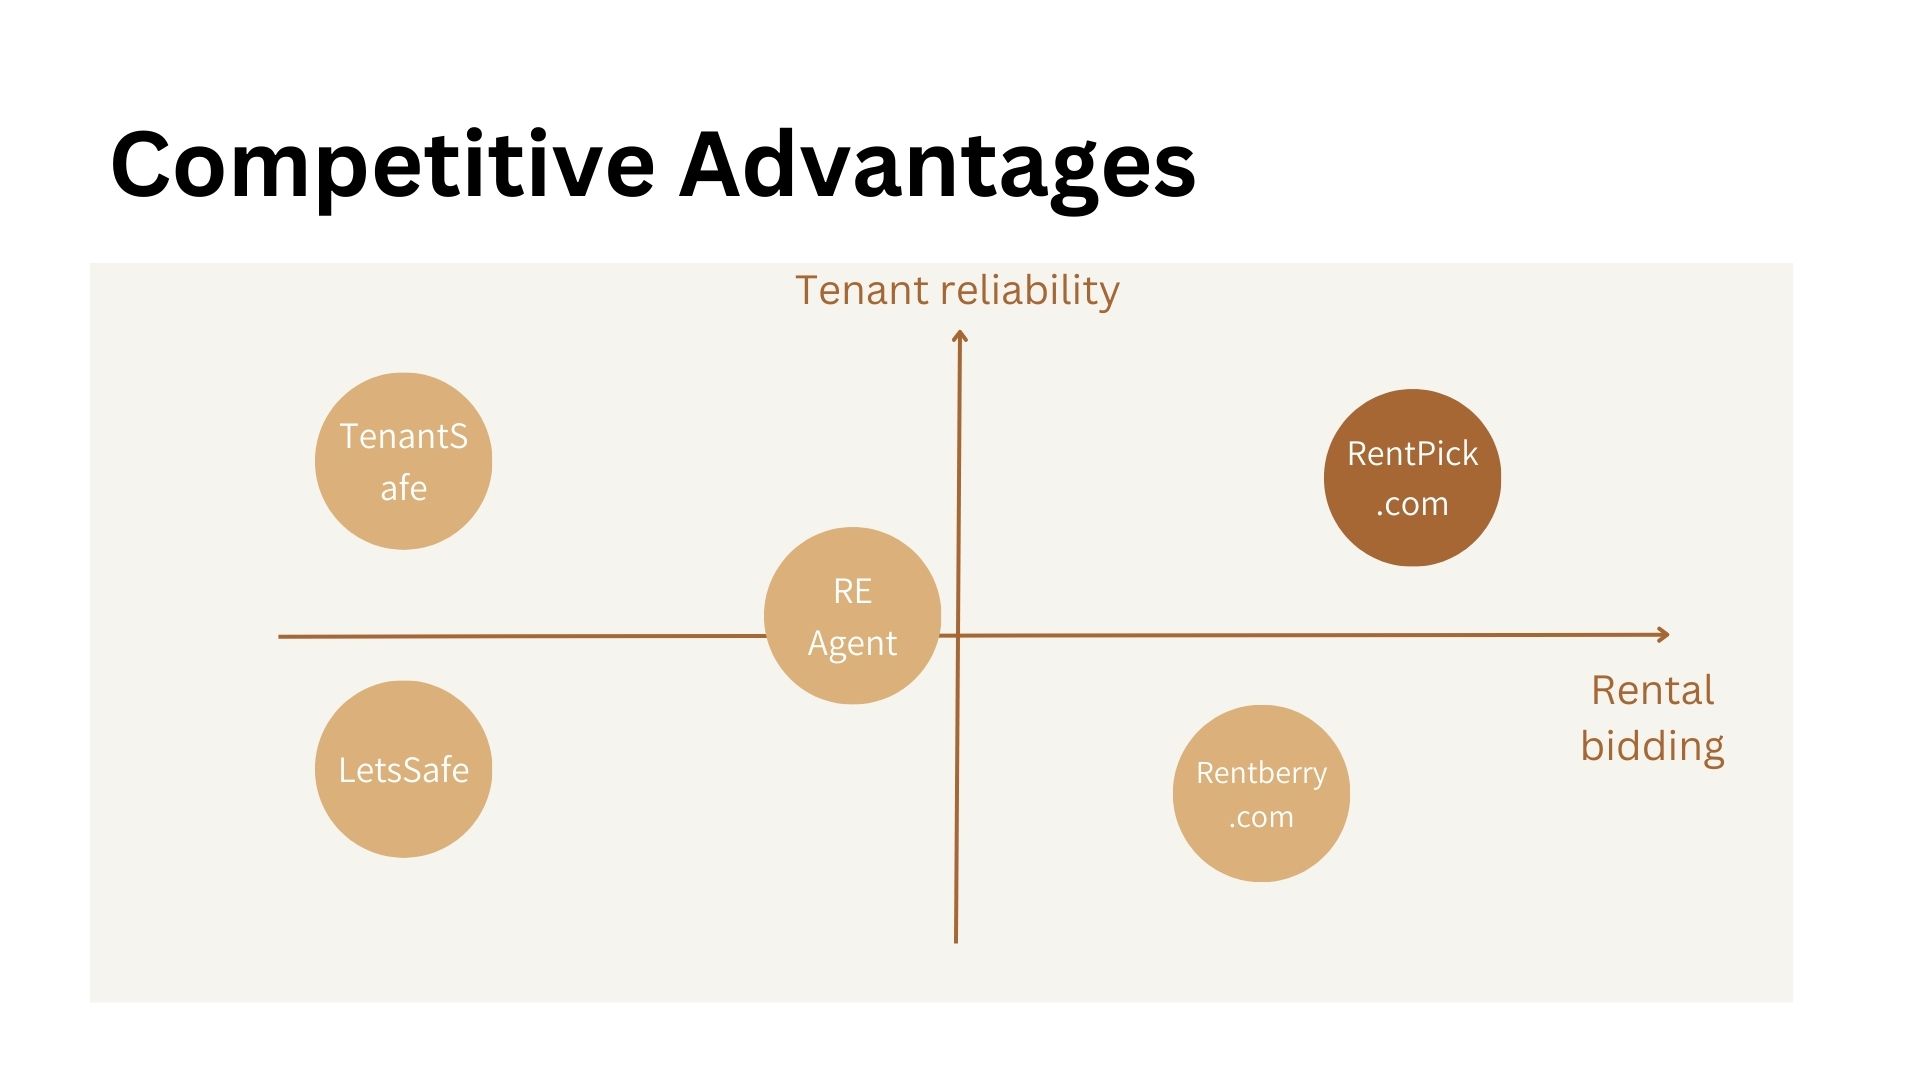 Competitive Advantages
Tenant reliability
TenantS
afe
RentPick
.com
RE
Agent
Rental
bidding
LetsSafe
Rentberry
.com